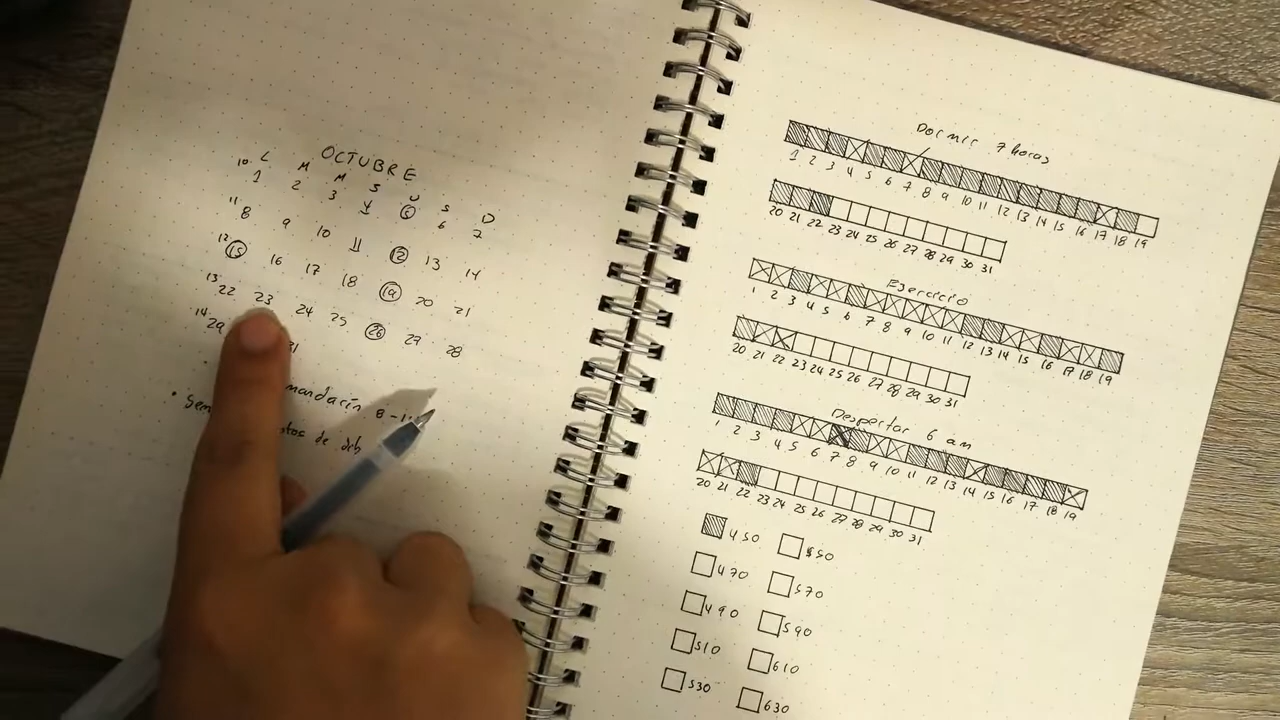 OCTUBRE
L M M J V S D
10 1 2 3 4 5 6 7
11 8 9 10 11 12 13 14
12 15 16 17 18 19 20 21
13 22 23 24 25 26 27 28
14 29 31
mandarín 8-1
• Sem
tos de
Dormir 7 horas
1 2 3 4 5 6 7 8 9 10 11 12 13 14 15 16 17 18 19
20 21 22 23 24 25 26 27 28 29 30 31
Ejercicio
1 2 3 4 5 6 7 8 9 10 11 12 13 14 15 16 17 18 19
20 21 22 23 24 25 26 27 28 29 30 31
Despertar 6 am
1 2 3 4 5 6 7 8 9 10 11 12 13 14 15 16 17 18 19
20 21 22 23 24 25 26 27 28 29 30 31
450 550
470 570
490 590
510 610
530 630